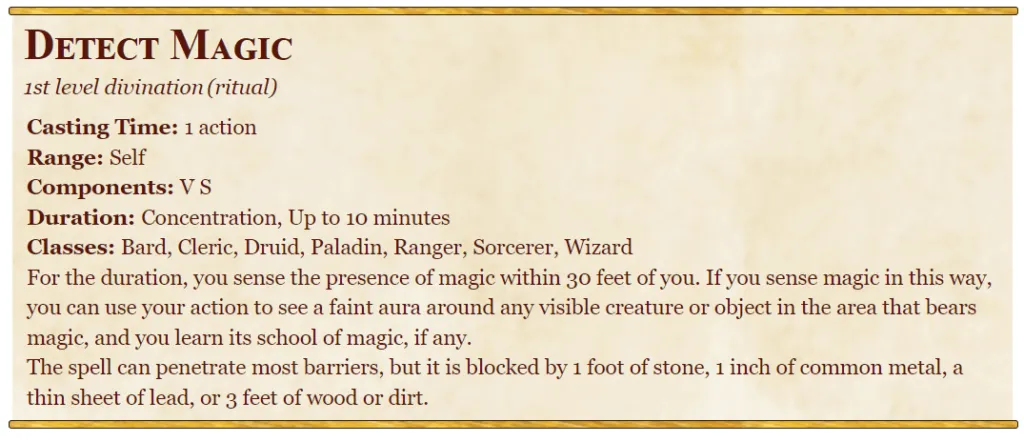 Detect Magic
1st level divination (ritual)
Casting Time: 1 action
Range: Self
Components: V S
Duration: Concentration, Up to 10 minutes
Classes: Bard, Cleric, Druid, Paladin, Ranger, Sorcerer, Wizard
For the duration, you sense the presence of magic within 30 feet of you. If you sense magic in this way,
you can use your action to see a faint aura around any visible creature or object in the area that bears
magic, and you learn its school of magic, if any.
The spell can penetrate most barriers, but it is blocked by 1 foot of stone, 1 inch of common metal, a
thin sheet of lead, or 3 feet of wood or dirt.